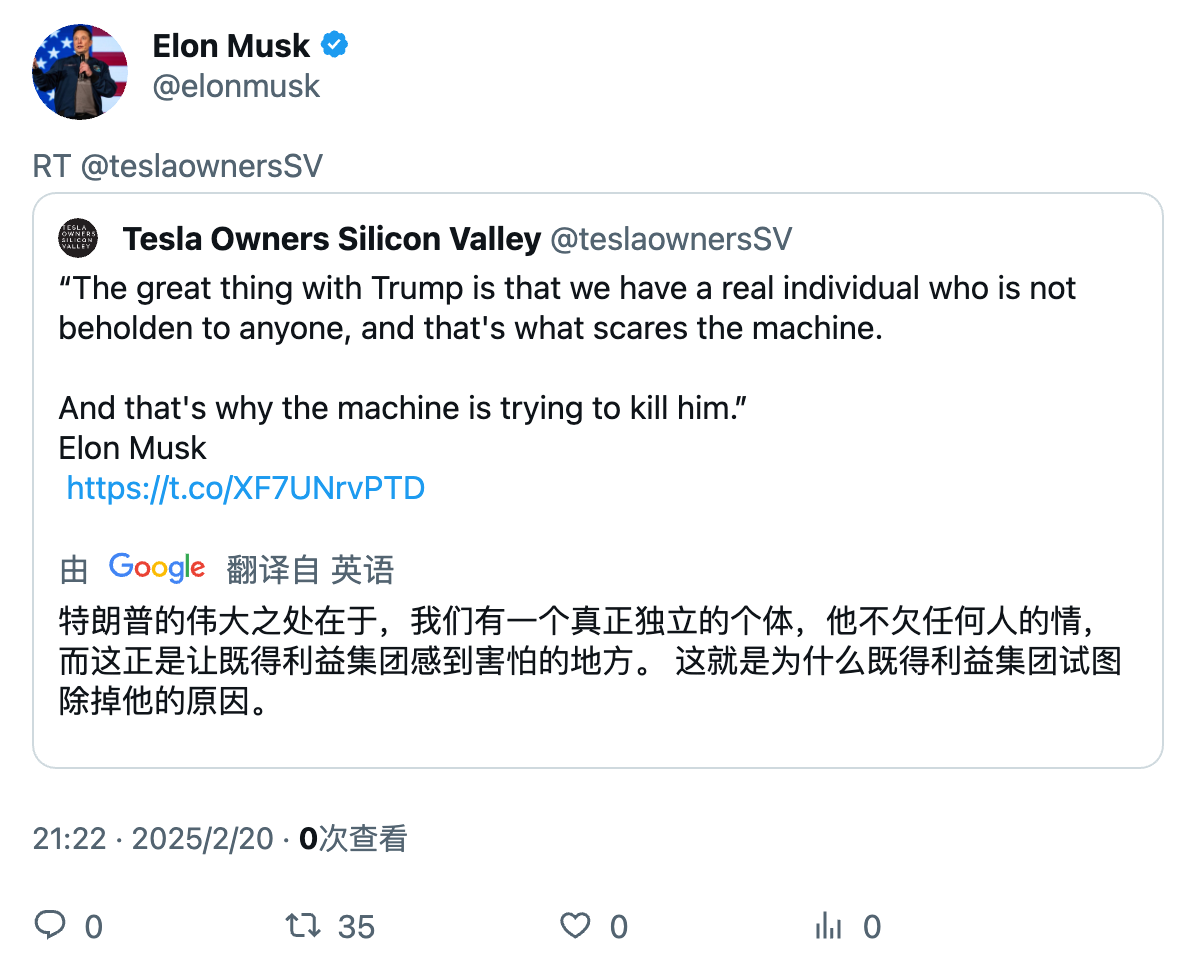 Elon Musk
@elonmusk
RT @teslaownersSV
TESLA
OWNERS
SILICON
VALLEY
Tesla Owners Silicon Valley @teslaownersSV
“The great thing with Trump is that we have a real individual who is not
beholden to anyone, and that's what scares the machine.
And that's why the machine is trying to kill him.”
Elon Musk
https://t.co/XF7UNrvPTD
由 Google 翻译自 英语
特朗普的伟大之处在于，我们有一个真正独立的个体，他不欠任何人的情，
而这正是让既得利益集团感到害怕的地方。 这就是为什么既得利益集团试图
除掉他的原因。
21:22 · 2025/2/20 · 0次查看
0 35 0 0